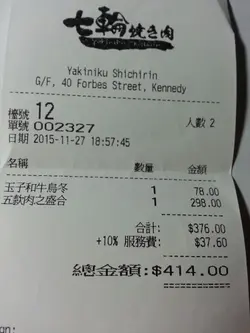 七輪焼き肉
Yakiniku Shichirin
Yakiniku Shichirin
G/F, 40 Forbes Street, Kennedy
檯號 12 人數 2
單號 002327
日期 2015-11-27 18:57:45
名稱 數量 金額
玉子和牛烏冬 1 78.00
五款肉之盛合 1 298.00
合計: $376.00
+10% 服務費: $37.60
總金額:$414.00